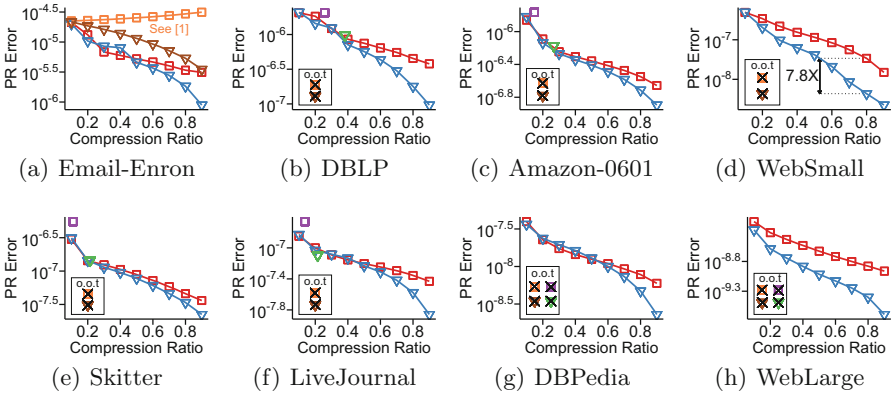 PR Error
10^-4.5
10^-5
10^-5.5
10^-6
See [1]
0.2 0.4 0.6 0.8
Compression Ratio
(a) Email-Enron
PR Error
10^-6
10^-6.5
10^-7
o.o.t
0.2 0.4 0.6 0.8
Compression Ratio
(b) DBLP
PR Error
10^-6
10^-6.4
10^-6.8
o.o.t
0.2 0.4 0.6 0.8
Compression Ratio
(c) Amazon-0601
PR Error
10^-7
10^-8
o.o.t
7.8X
0.2 0.4 0.6 0.8
Compression Ratio
(d) WebSmall
PR Error
10^-6.5
10^-7
10^-7.5
o.o.t
0.2 0.4 0.6 0.8
Compression Ratio
(e) Skitter
PR Error
10^-7
10^-7.4
10^-7.8
o.o.t
0.2 0.4 0.6 0.8
Compression Ratio
(f) LiveJournal
PR Error
10^-7.5
10^-8
10^-8.5
o.o.t
0.2 0.4 0.6 0.8
Compression Ratio
(g) DBPedia
PR Error
10^-8.8
10^-9.3
o.o.t
0.2 0.4 0.6 0.8
Compression Ratio
(h) WebLarge